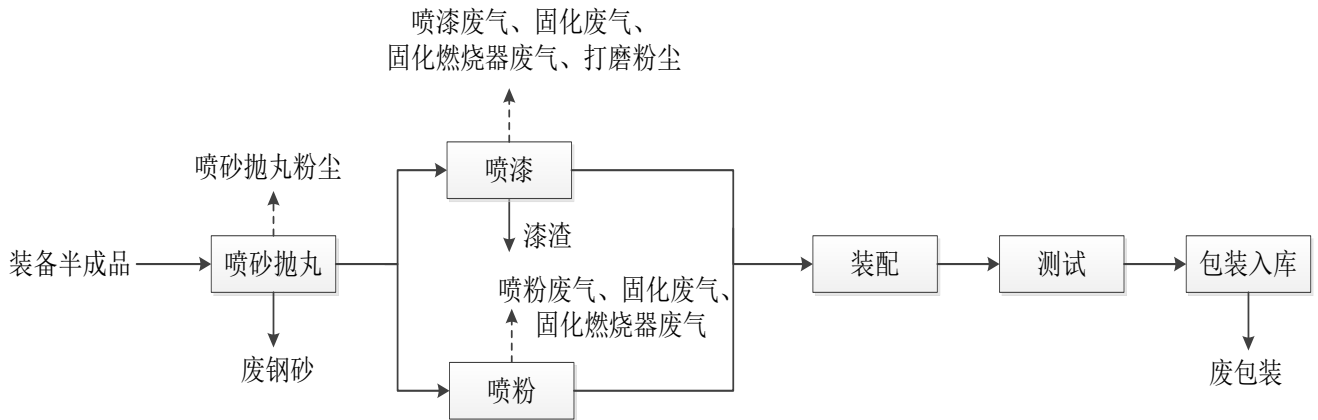 喷漆废气、固化废气、
固化燃烧器废气、打磨粉尘
喷砂抛丸粉尘
喷漆
漆渣
装备半成品
喷砂抛丸
装配
测试
包装入库
喷粉废气、固化废气、
固化燃烧器废气
废钢砂
喷粉
废包装